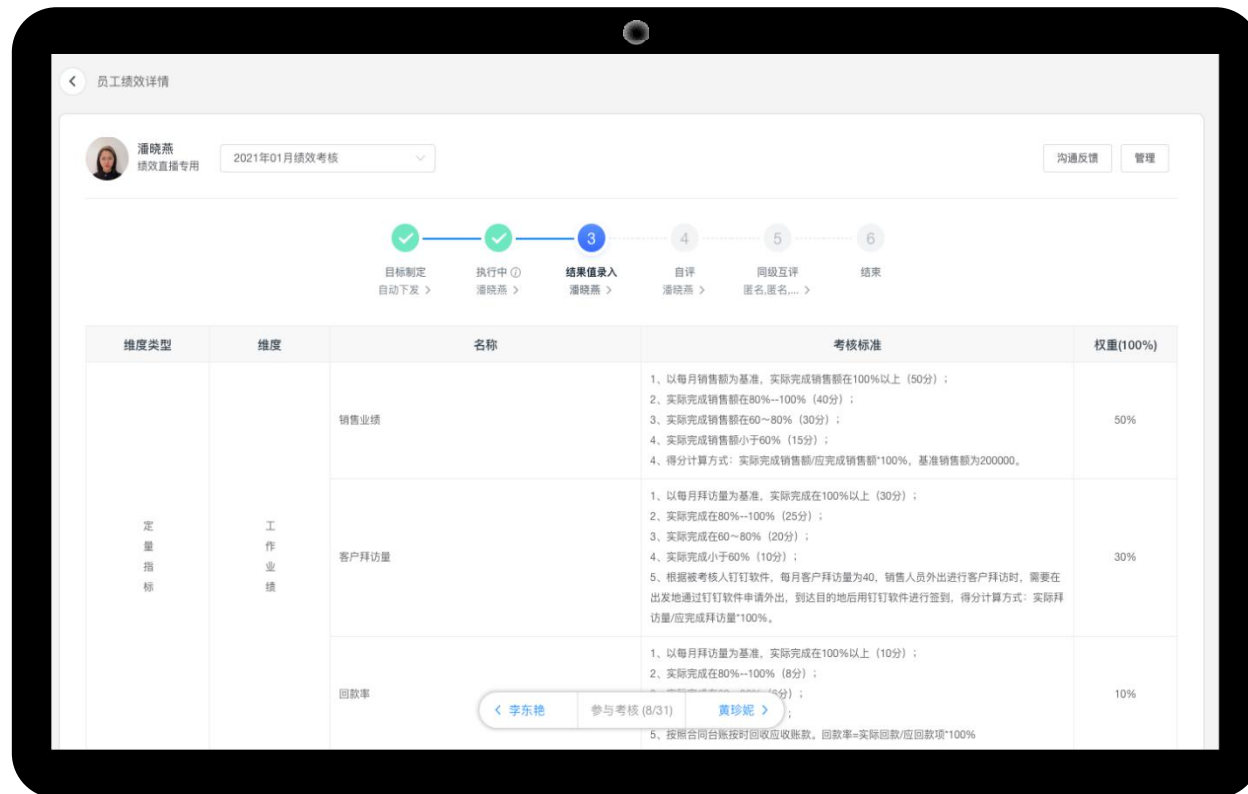 员工绩效详情
潘晓燕
绩效直播专用
2021年01月绩效考核
沟通反馈
管理
3
4
5
6
目标制定
执行中
结果值录入
自评
同级互评
结束
自动下发 >
潘晓燕 >
潘晓燕 >
潘晓燕 >
匿名,匿名,... >
维度类型
维度
名称
考核标准
权重(100%)
定
量
指
标
工
作
业
绩
销售业绩
1、以每月销售额为基准，实际完成销售额在100%以上（50分）；
2、实际完成销售额在80%--100%（40分）；
3、实际完成销售额在60～80%（30分）；
4、实际完成销售额小于60%（15分）；
4、得分计算方式：实际完成销售额/应完成销售额*100%，基准销售额为200000。
50%
客户拜访量
1、以每月拜访量为基准，实际完成在100%以上（30分）；
2、实际完成在80%--100%（25分）；
3、实际完成在60～80%（20分）；
4、实际完成小于60%（10分）；
5、根据被考核人钉钉软件，每月客户拜访量为40，销售人员外出进行客户拜访时，需要在
出发地通过钉钉软件申请外出，到达目的地后用钉钉软件进行签到，得分计算方式：实际拜
访量/应完成拜访量*100%。
30%
回款率
1、以每月拜访量为基准，实际完成在100%以上（10分）；
2、实际完成在80%--100%（8分）；
5、按照合同台账按时回收应收账款。回款率=实际回款/应回款项*100%
10%
< 李东艳
参与考核 (8/31)
黄珍妮 >